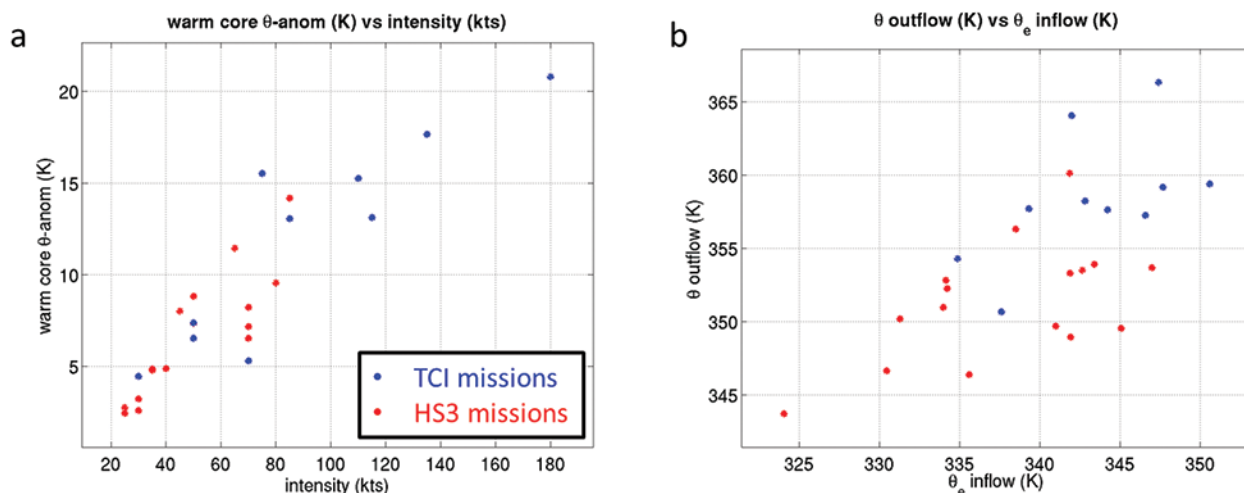 a
warm core θ-anom (K) vs intensity (kts)
warm core θ-anom (K)
20
15
10
5
20 40 60 80 100 120 140 160 180
intensity (kts)
TCI missions
HS3 missions
b
θ outflow (K) vs θe inflow (K)
θ outflow (K)
365
360
355
350
345
325 330 335 340 345 350
θe inflow (K)